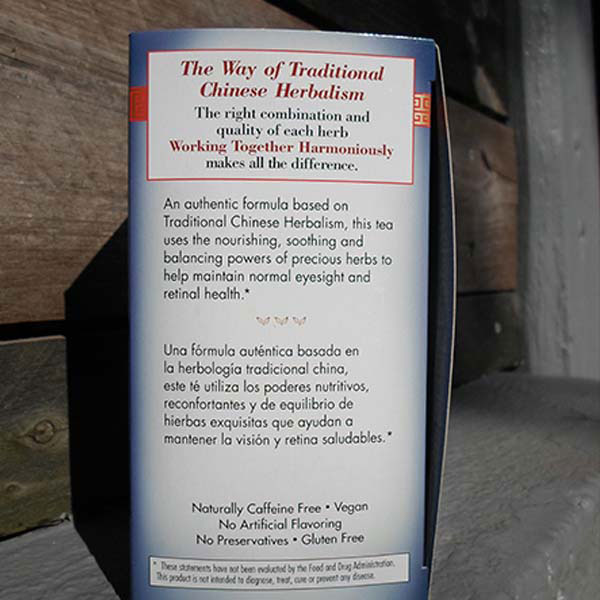 The Way of Traditional
Chinese Herbalism
The right combination and
quality of each herb
Working Together Harmoniously
makes all the difference.
An authentic formula based on
Traditional Chinese Herbalism, this tea
uses the nourishing, soothing and
balancing powers of precious herbs to
help maintain normal eyesight and
retinal health.*
Una fórmula auténtica basada en
la herbología tradicional china,
este té utiliza los poderes nutritivos,
reconfortantes y de equilibrio de
hierbas exquisitas que ayudan a
mantener la visión y retina saludables.*
Naturally Caffeine Free • Vegan
No Artificial Flavoring
No Preservatives • Gluten Free
* These statements have not been evaluated by the Food and Drug Administration.
This product is not intended to diagnose, treat, cure or prevent any disease.